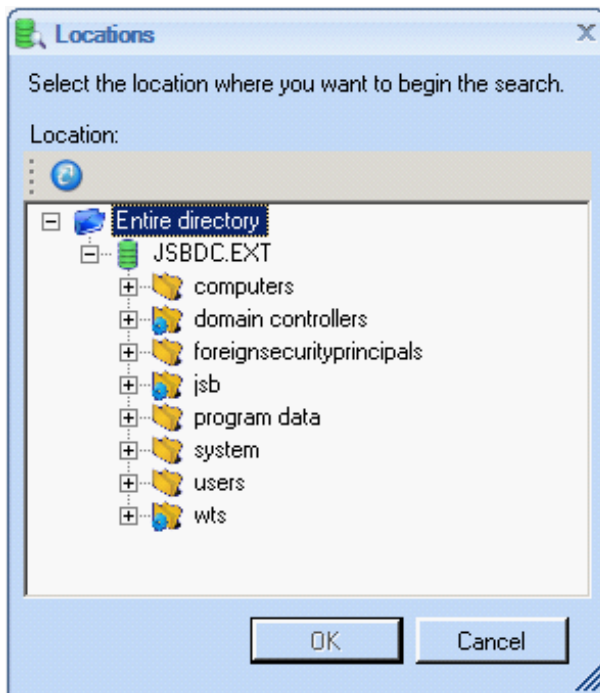 Locations
Select the location where you want to begin the search.
Location:
Entire directory
JSBDC.EXT
computers
domain controllers
foreignsecurityprincipals
jsb
program data
system
users
wts
OK Cancel